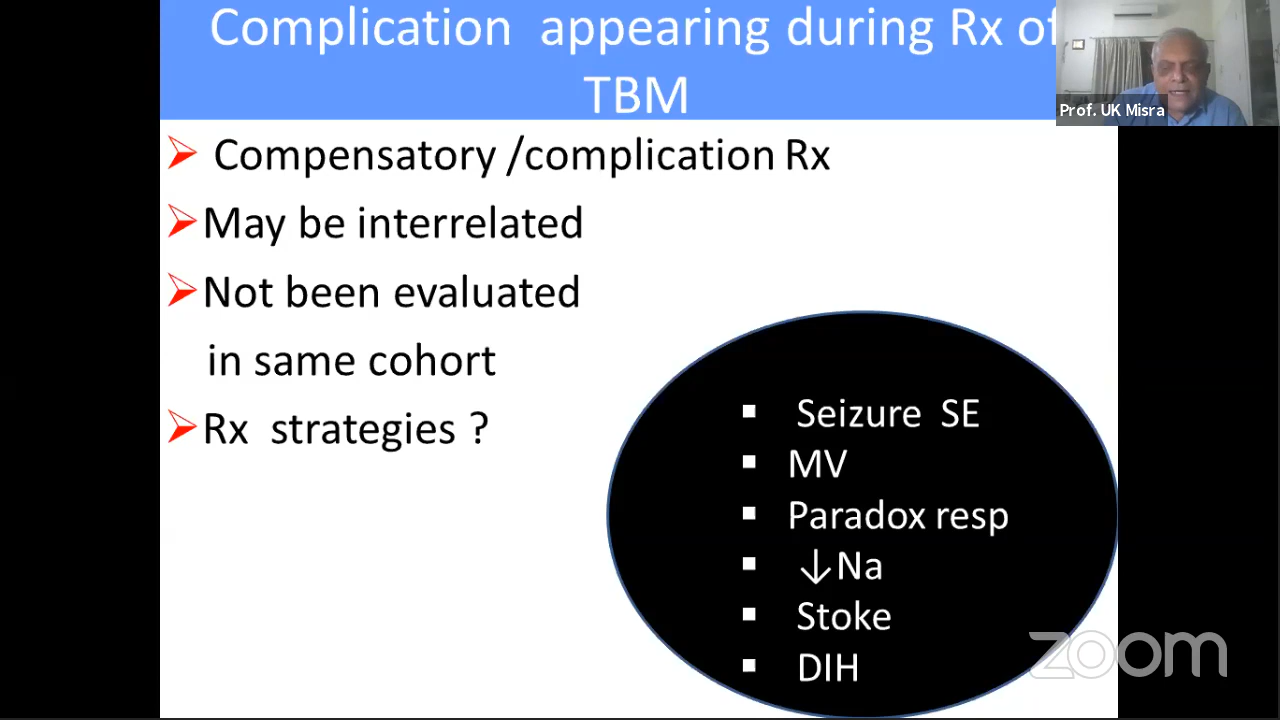 Complication appearing during Rx of
TBM
Prof. UK Misra
Compensatory /complication Rx
May be interrelated
Not been evaluated
in same cohort
Rx strategies ?
Seizure SE
MV
Paradox resp
↓Na
Stoke
DIH
zoom